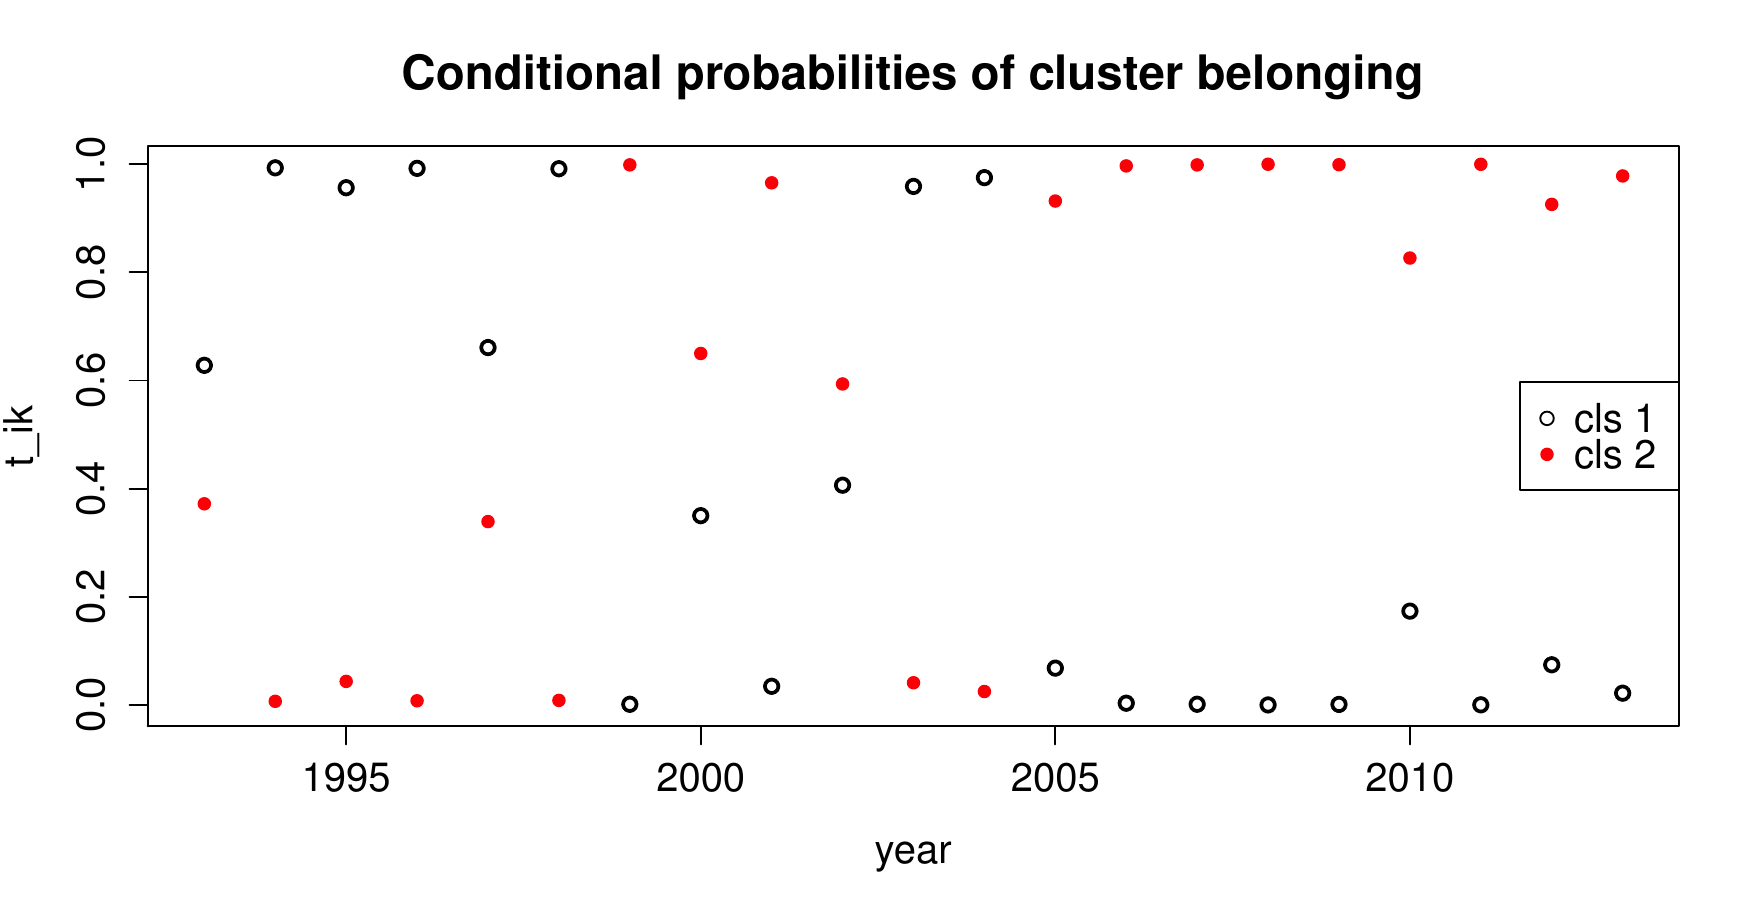 Conditional probabilities of cluster belonging
t_ik
1.0
0.8
0.6
0.4
0.2
0.0
cls 1
cls 2
1995 2000 2005 2010
year